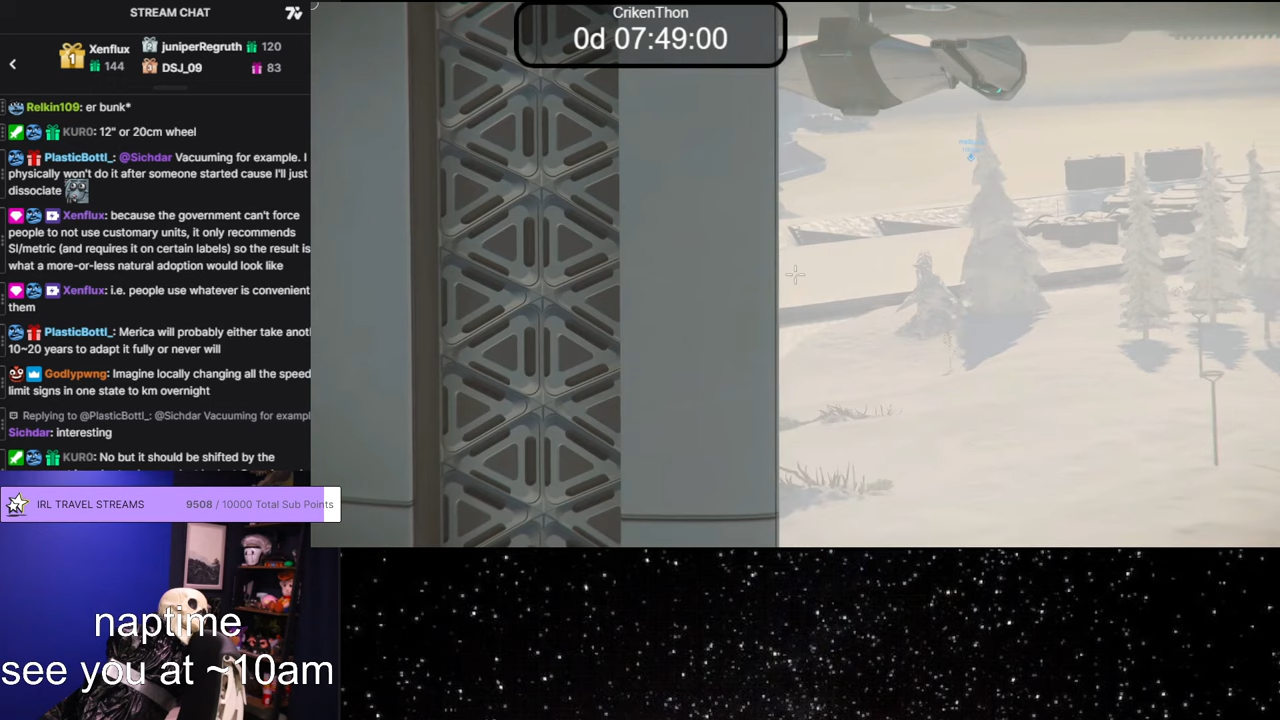 STREAM CHAT
Xenflux
144
juniperRegruth 120
DSJ_09 83
Relkin109: er bunk*
KUR0: 12" or 20cm wheel
PlasticBottl_: @Sichdar Vacuuming for example. I
physically won't do it after someone started cause I'll just
dissociate
Xenflux: because the government can't force
people to not use customary units, it only recommends
SI/metric (and requires it on certain labels) so the result is
what a more-or-less natural adoption would look like
Xenflux: i.e. people use whatever is convenient
them
PlasticBottl_: Merica will probably either take anot
10~20 years to adapt it fully or never will
Godlypwng: Imagine locally changing all the speed
limit signs in one state to km overnight
Replying to @PlasticBottl_: @Sichdar Vacuuming for exampl
Sichdar: interesting
KUR0: No but it should be shifted by the
IRL TRAVEL STREAMS 9508 / 10000 Total Sub Points
naptime
see you at ~10am
CrikenThon
0d 07:49:00